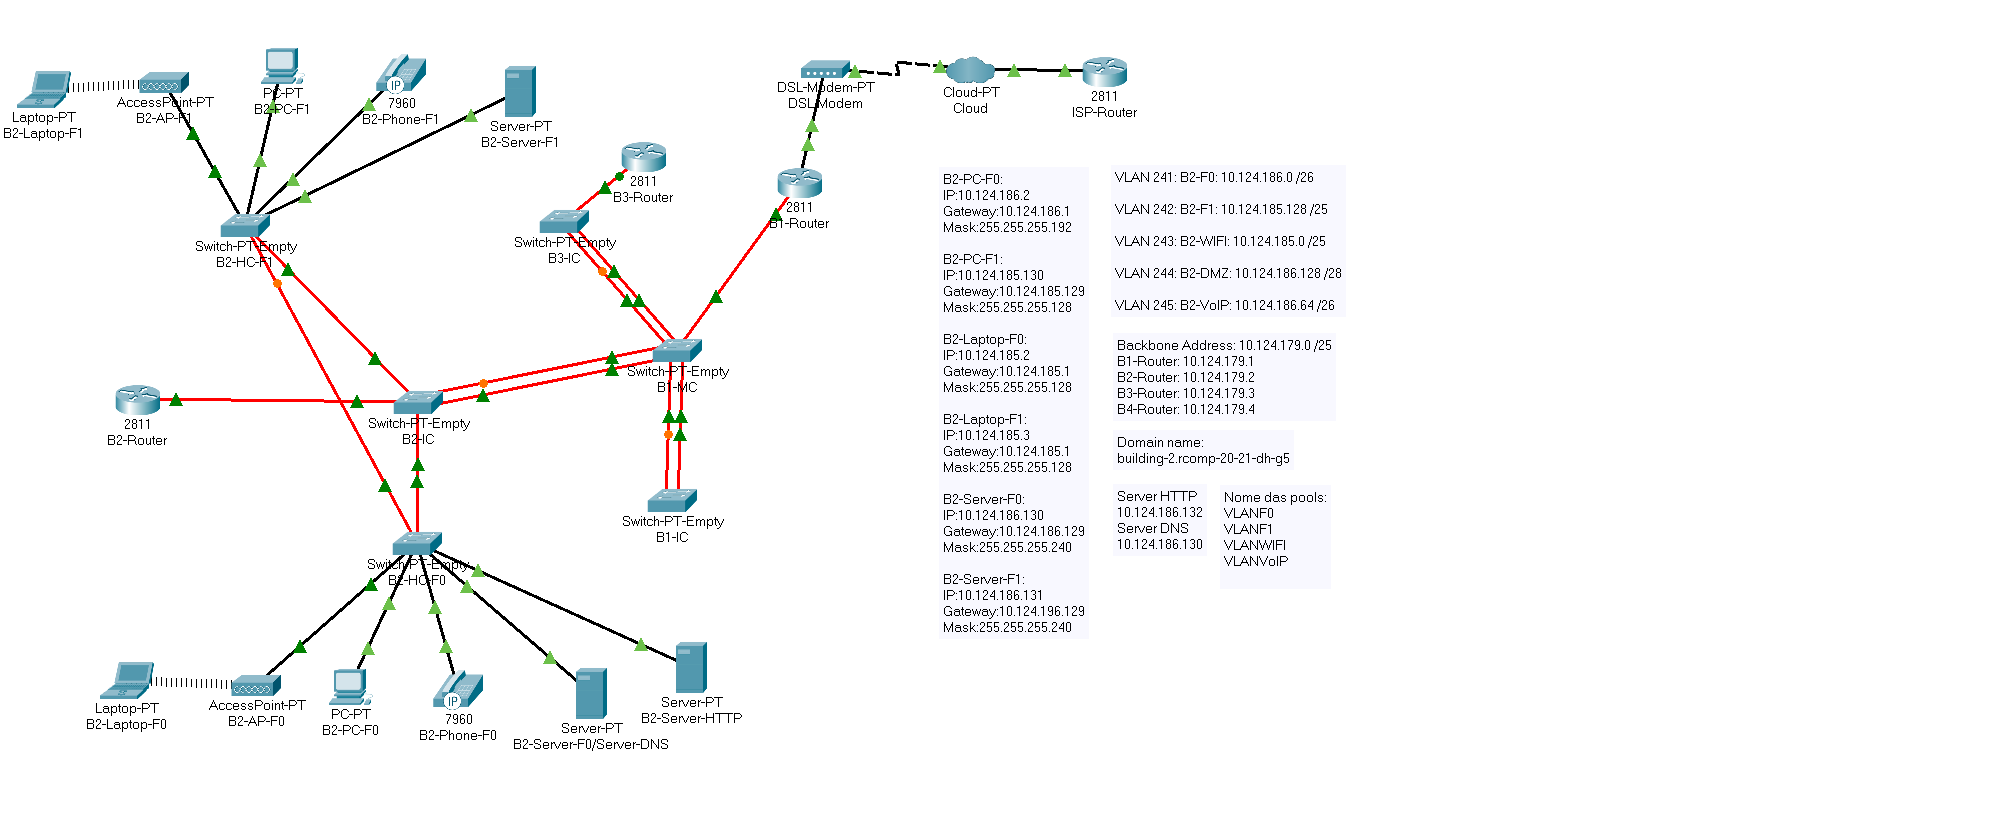 Laptop-PT
B2-Laptop-F1
AccessPoint-PT
B2-AP-F1
PC-PT
B2-PC-F1
IP
7960
B2-Phone-F1
Server-PT
B2-Server-F1
DSL-Modem-PT
DSL Modem
Cloud-PT
Cloud
2811
ISP-Router
2811
B3-Router
2811
B1-Router
Switch-PT-Empty
B2-HC-F1
Switch-PT-Empty
B3-IC
Switch-PT-Empty
B1-MC
2811
B2-Router
Switch-PT-Empty
B2-IC
Switch-PT-Empty
B1-IC
Switch-PT-Empty
B2-HC-F0
Laptop-PT
B2-Laptop-F0
AccessPoint-PT
B2-AP-F0
PC-PT
B2-PC-F0
IP
7960
B2-Phone-F0
Server-PT
B2-Server-F0/Server-DNS
Server-PT
B2-Server-HTTP
B2-PC-F0:
IP:10.124.186.2
Gateway:10.124.186.1
Mask:255.255.255.192
B2-PC-F1:
IP:10.124.185.130
Gateway:10.124.185.129
Mask:255.255.255.128
B2-Laptop-F0:
IP:10.124.185.2
Gateway:10.124.185.1
Mask:255.255.255.128
B2-Laptop-F1:
IP:10.124.185.3
Gateway:10.124.185.1
Mask:255.255.255.128
B2-Server-F0:
IP:10.124.186.130
Gateway:10.124.186.129
Mask:255.255.255.240
B2-Server-F1:
IP:10.124.186.131
Gateway:10.124.196.129
Mask:255.255.255.240
VLAN 241: B2-F0: 10.124.186.0 /26
VLAN 242: B2-F1: 10.124.185.128 /25
VLAN 243: B2-WIFI: 10.124.185.0 /25
VLAN 244: B2-DMZ: 10.124.186.128 /28
VLAN 245: B2-VoIP: 10.124.186.64 /26
Backbone Address: 10.124.179.0 /25
B1-Router: 10.124.179.1
B2-Router: 10.124.179.2
B3-Router: 10.124.179.3
B4-Router: 10.124.179.4
Domain name:
building-2.rcomp-20-21-dh-g5
Server HTTP
10.124.186.132
Server DNS
10.124.186.130
Nome das pools:
VLANF0
VLANF1
VLANWIFI
VLANVoIP